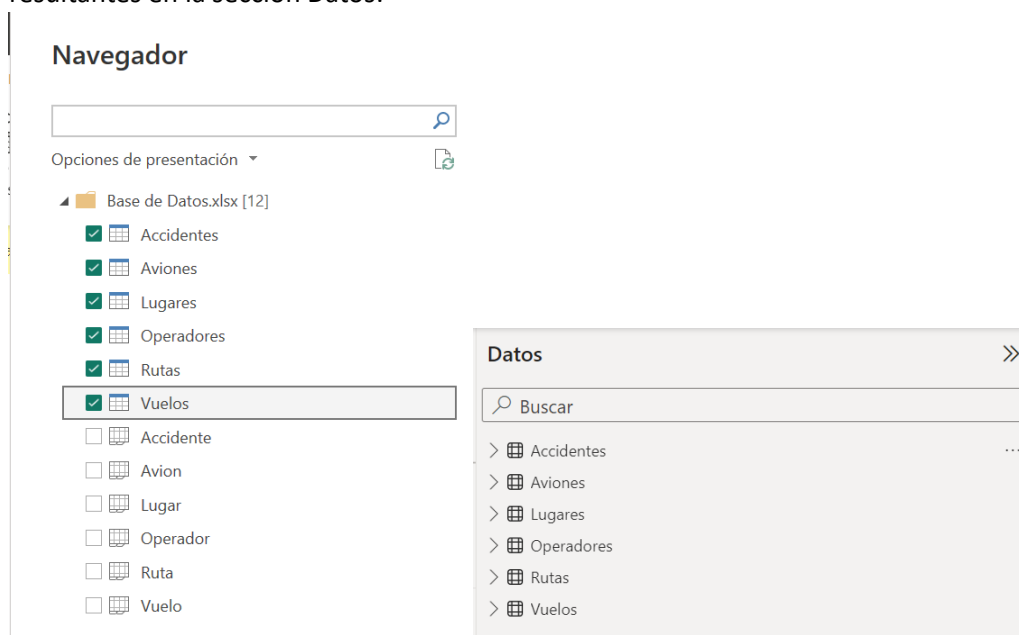 resultantes en la sección Datos.
Navegador
Opciones de presentación
Base de Datos.xlsx [12]
Accidentes
Aviones
Lugares
Operadores
Rutas
Vuelos
Accidente
Avion
Lugar
Operador
Ruta
Vuelo
Datos
Buscar
Accidentes
Aviones
Lugares
Operadores
Rutas
Vuelos